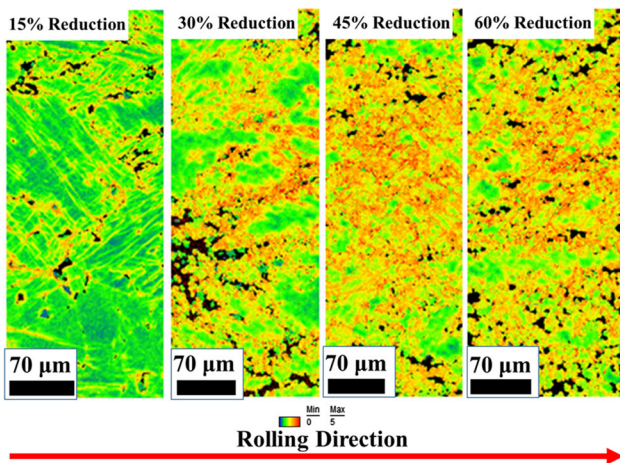 15% Reduction
30% Reduction
45% Reduction
60% Reduction
70 µm
70 µm
70 µm
70 µm
Min Max
0 5
Rolling Direction